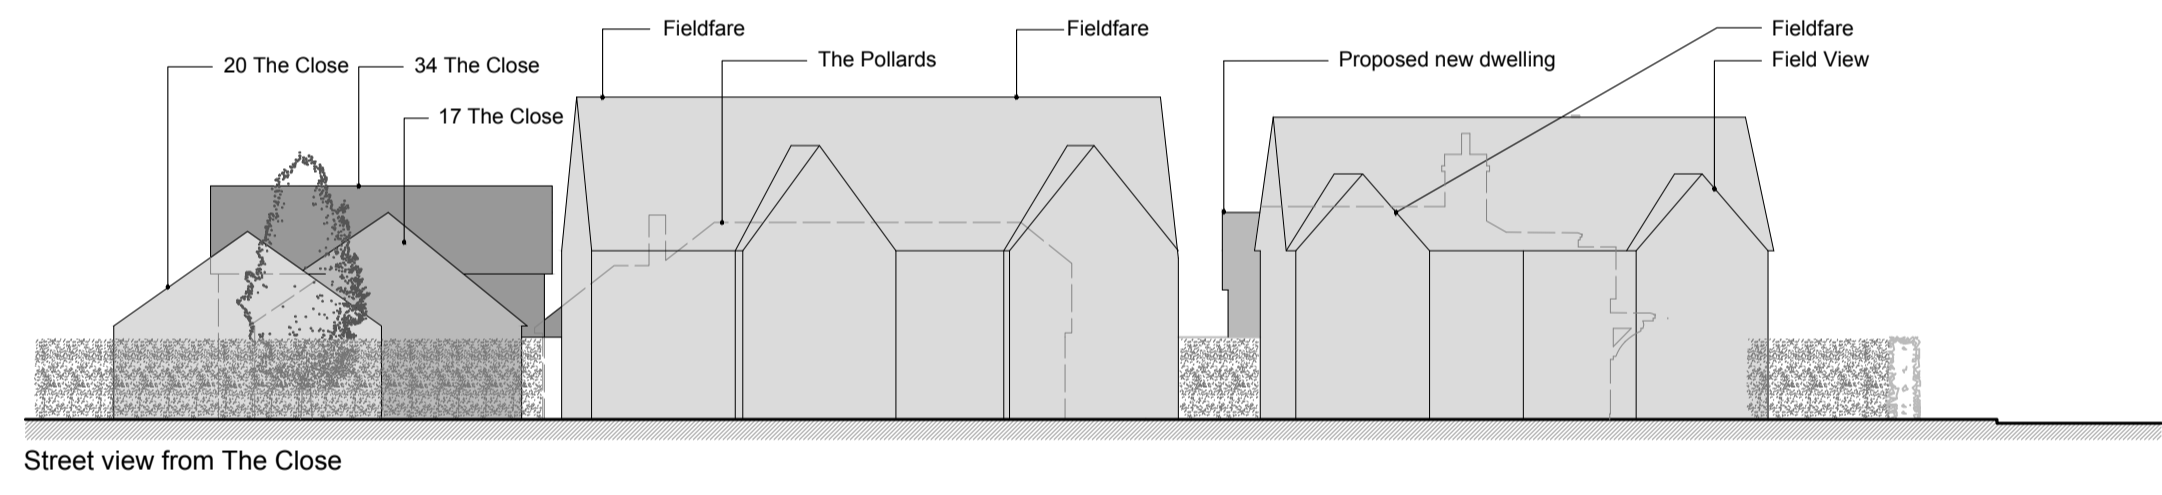 Fieldfare
Fieldfare
Fieldfare
20 The Close
34 The Close
The Pollards
Proposed new dwelling
Field View
17 The Close
Street view from The Close